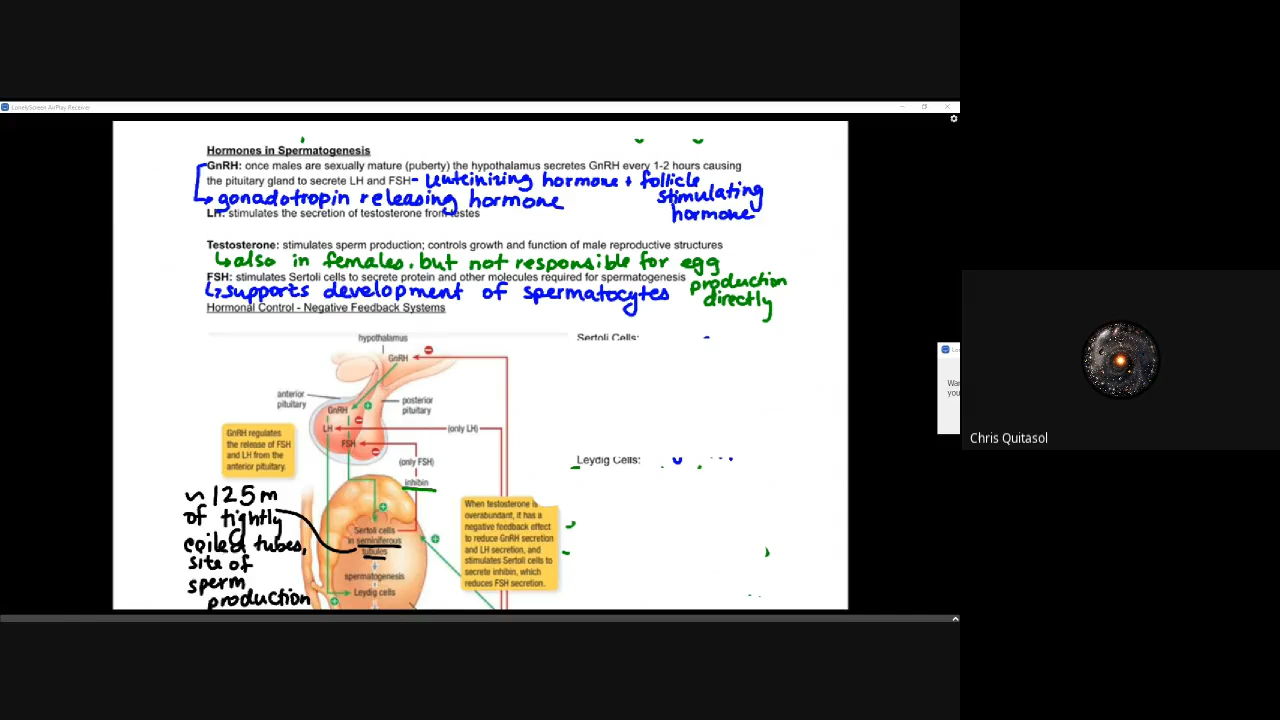 LonelyScreen AirPlay Receiver
Hormones in Spermatogenesis
GnRH: once males are sexually mature (puberty) the hypothalamus secretes GnRH every 1-2 hours causing
the pituitary gland to secrete LH and FSH - leuteinizing hormone + follicle
stimulating
hormone
↳ gonadotropin releasing hormone
LH: stimulates the secretion of testosterone from testes
Testosterone: stimulates sperm production; controls growth and function of male reproductive structures
↳ also in females, but not responsible for egg
production
directly
FSH: stimulates Sertoli cells to secrete protein and other molecules required for spermatogenesis
↳ supports development of spermatocytes
Hormonal Control - Negative Feedback Systems
hypothalamus
GnRH
anterior
pituitary
posterior
pituitary
GnRH
LH
(only LH)
FSH
(only FSH)
inhibin
GnRH regulates
the release of FSH
and LH from the
anterior pituitary.
~125m
of tightly
coiled tubes,
site of
sperm
production
Sertoli cells
in seminiferous
tubules
spermatogenesis
Leydig cells
When testosterone is
overabundant, it has a
negative feedback effect
to reduce GnRH secretion
and LH secretion, and
stimulates Sertoli cells to
secrete inhibin, which
reduces FSH secretion.
Sertoli Cells:
Leydig Cells:
Chris Quitasol